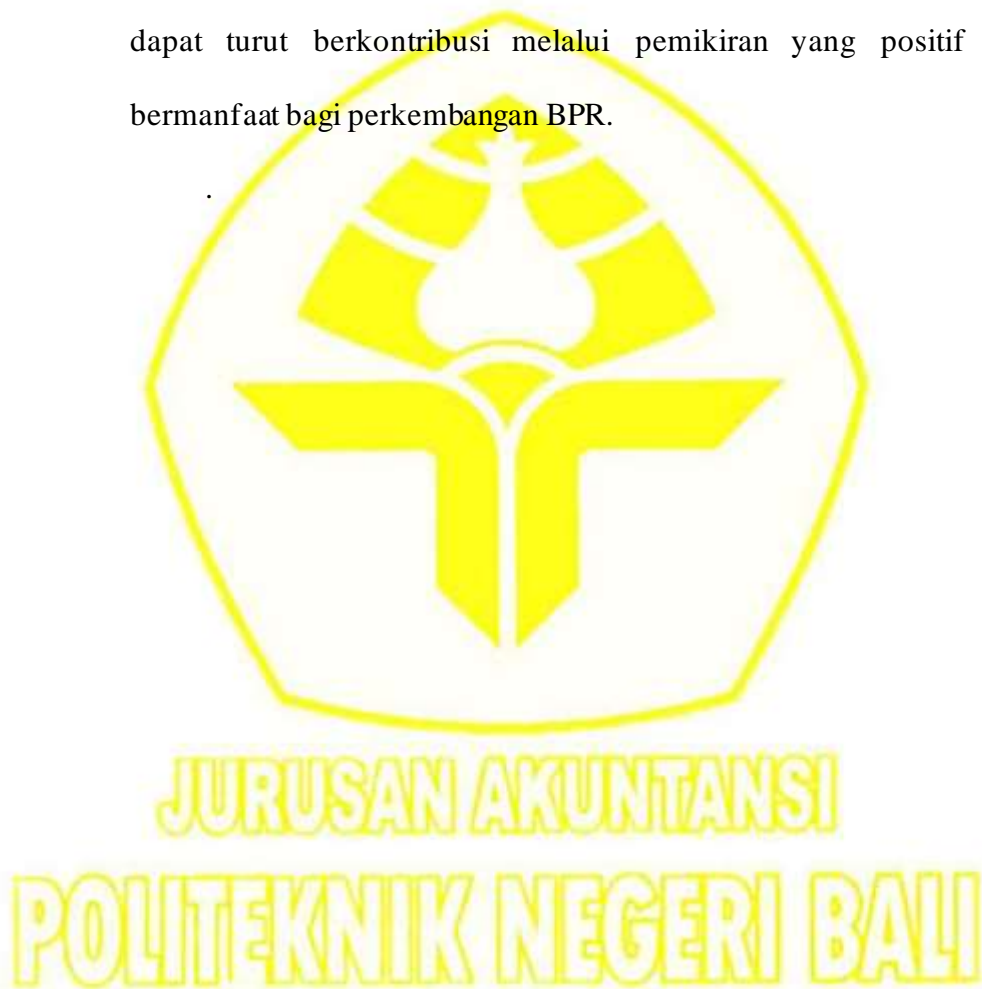 dapat turut berkontribusi melalui pemikiran yang positif
bermanfaat bagi perkembangan BPR.
.
JURUSAN AKUNTANSI
POLITEKNIK NEGERI BALI